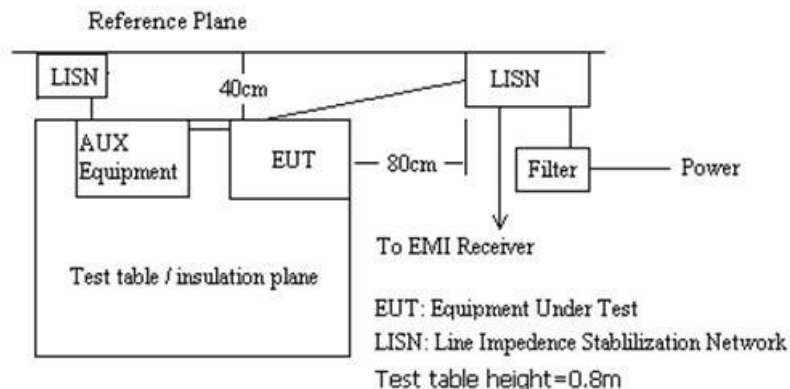 Reference Plane
LISN
40cm
LISN
AUX
Equipment
EUT
80cm
Filter
Power
To EMI Receiver
Test table / insulation plane
EUT: Equipment Under Test
LISN: Line Impedence Stablilization Network
Test table height=0.8m